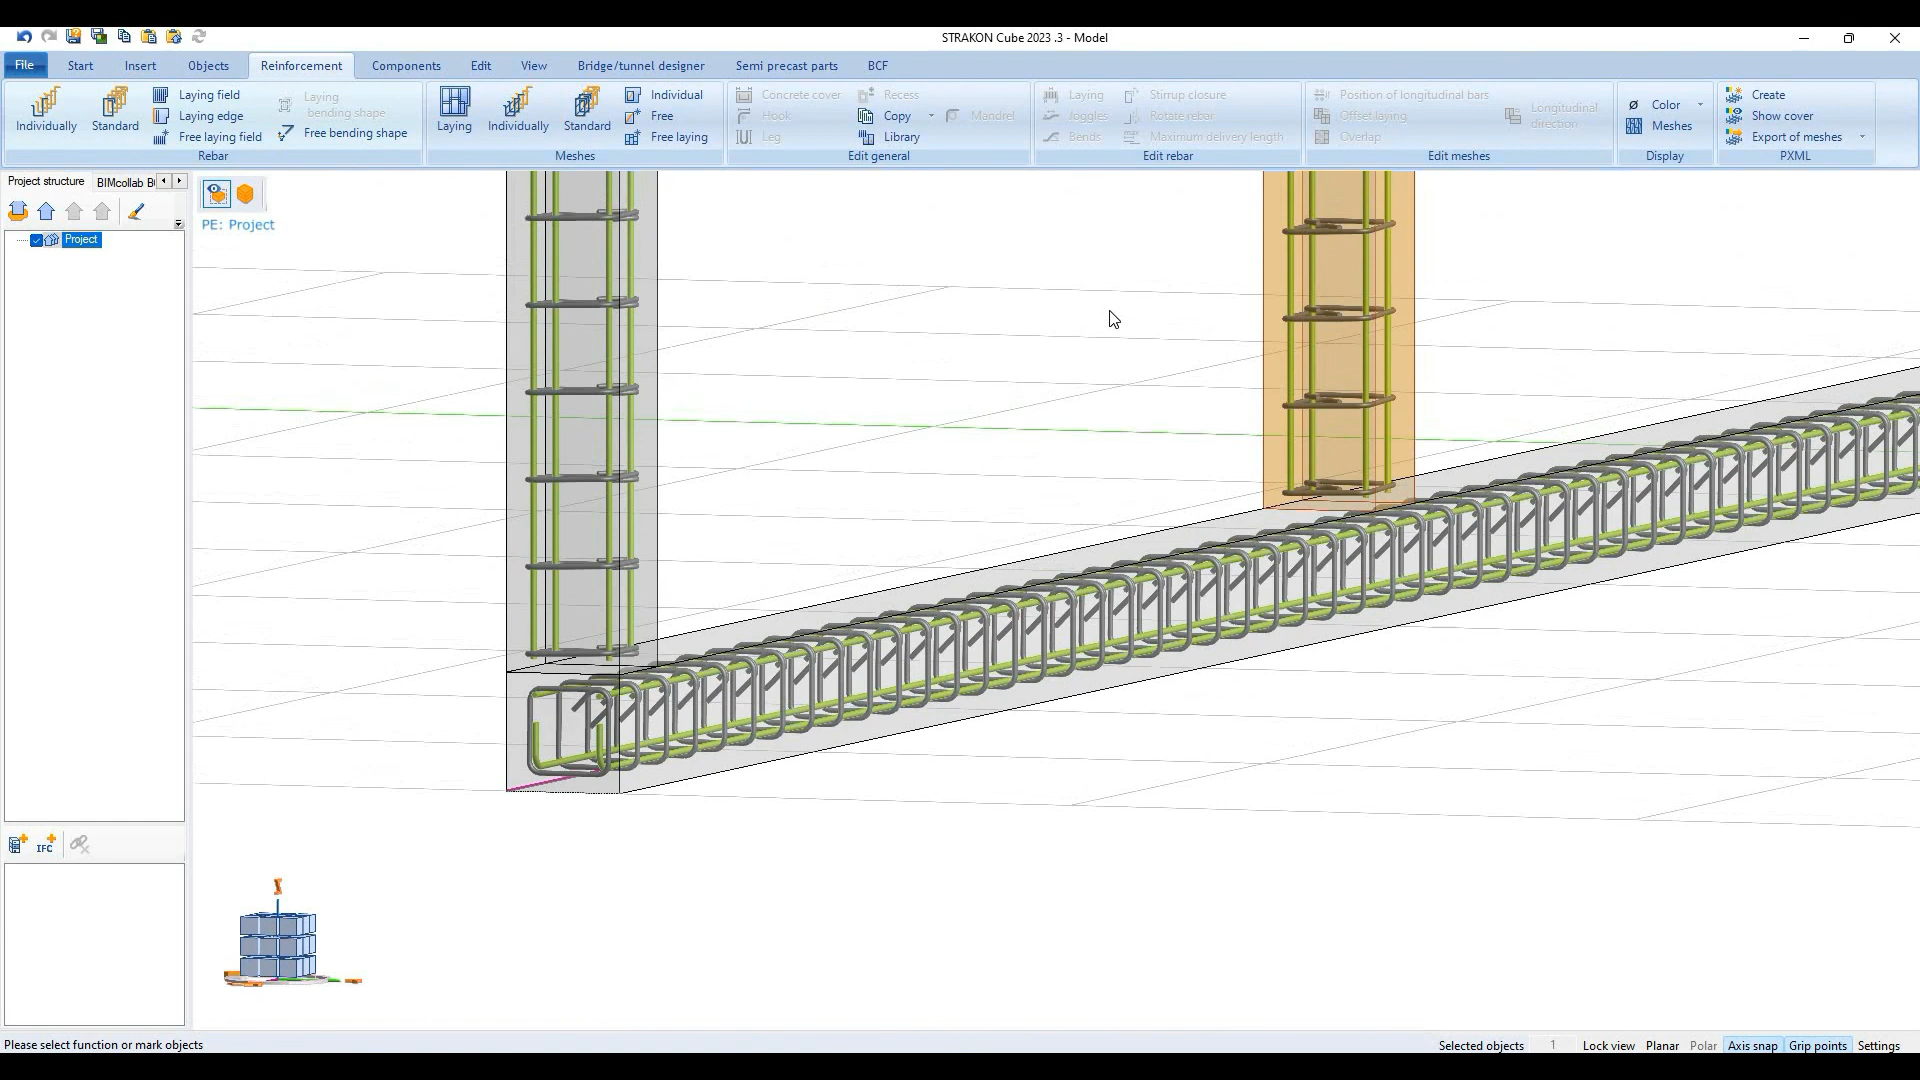 STRAKON Cube 2023 .3 - Model
File Start Insert Objects Reinforcement Components Edit View Bridge/tunnel designer Semi precast parts BCF
Individually
Standard
Laying field
Laying edge
Free laying field
Laying
bending shape
Free bending shape
Rebar
Laying
Individually
Standard
Individual
Free
Free laying
Meshes
Concrete cover
Hook
Leg
Recess
Copy
Library
Mandrel
Edit general
Laying
Joggles
Bends
Stirrup closure
Rotate rebar
Maximum delivery length
Edit rebar
Position of longitudinal bars
Offset laying
Overlap
Longitudinal
direction
Edit meshes
Color
Meshes
Display
Create
Show cover
Export of meshes
PXML
Project structure BIMcollab
PE: Project
Project
IFC
Please select function or mark objects
Selected objects 1 Lock view Planar Polar Axis snap Grip points Settings